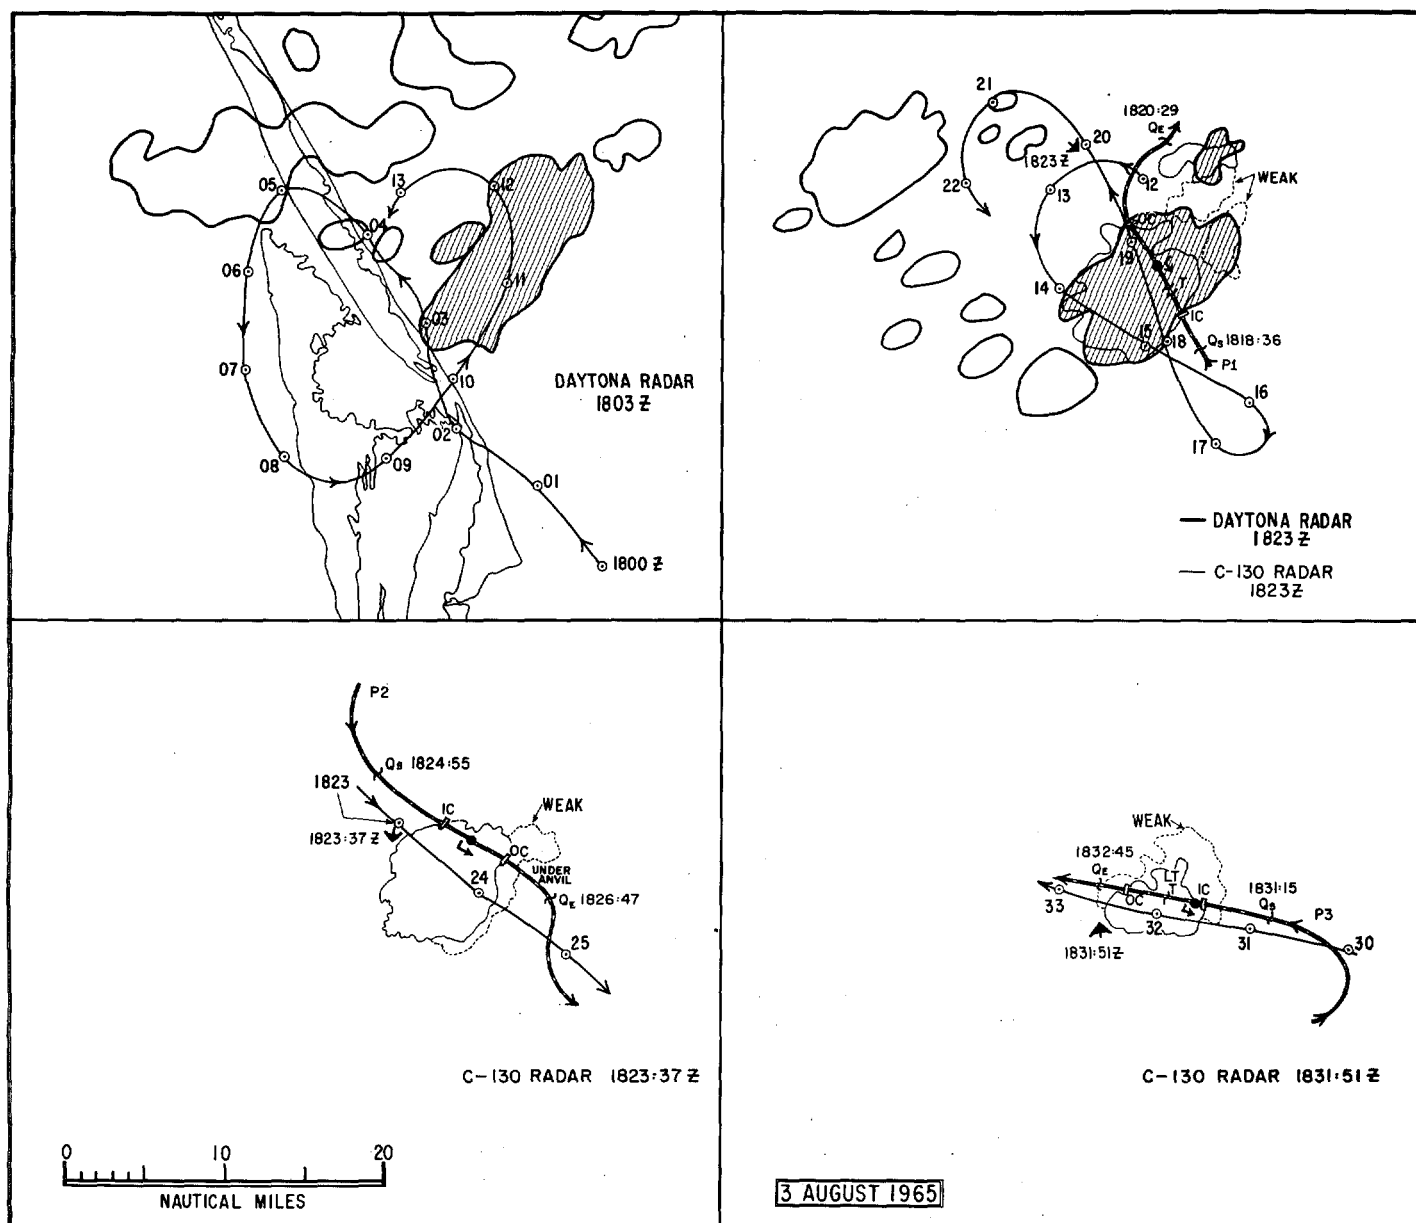 05
13
12
04
06
11
03
07
10
DAYTONA RADAR
1803 Z
02
08
09
01
1800 Z
21
1820:29
QE
20
1823 Z
12
WEAK
22
13
OC
19
T
14
IC
15
18
QS 1818:36
P1
16
17
DAYTONA RADAR
1823 Z
C-130 RADAR
1823Z
P2
QS 1824:55
1823
IC
WEAK
1823:37 Z
OC
24
UNDER
ANVIL
QE 1826:47
25
C-130 RADAR 1823:37 Z
WEAK
1832:45
QE
LT
T
IC
1831:15
QS
33
OC
P3
32
31
30
1831:51Z
C-130 RADAR 1831:51 Z
0 10 20
NAUTICAL MILES
3 AUGUST 1965